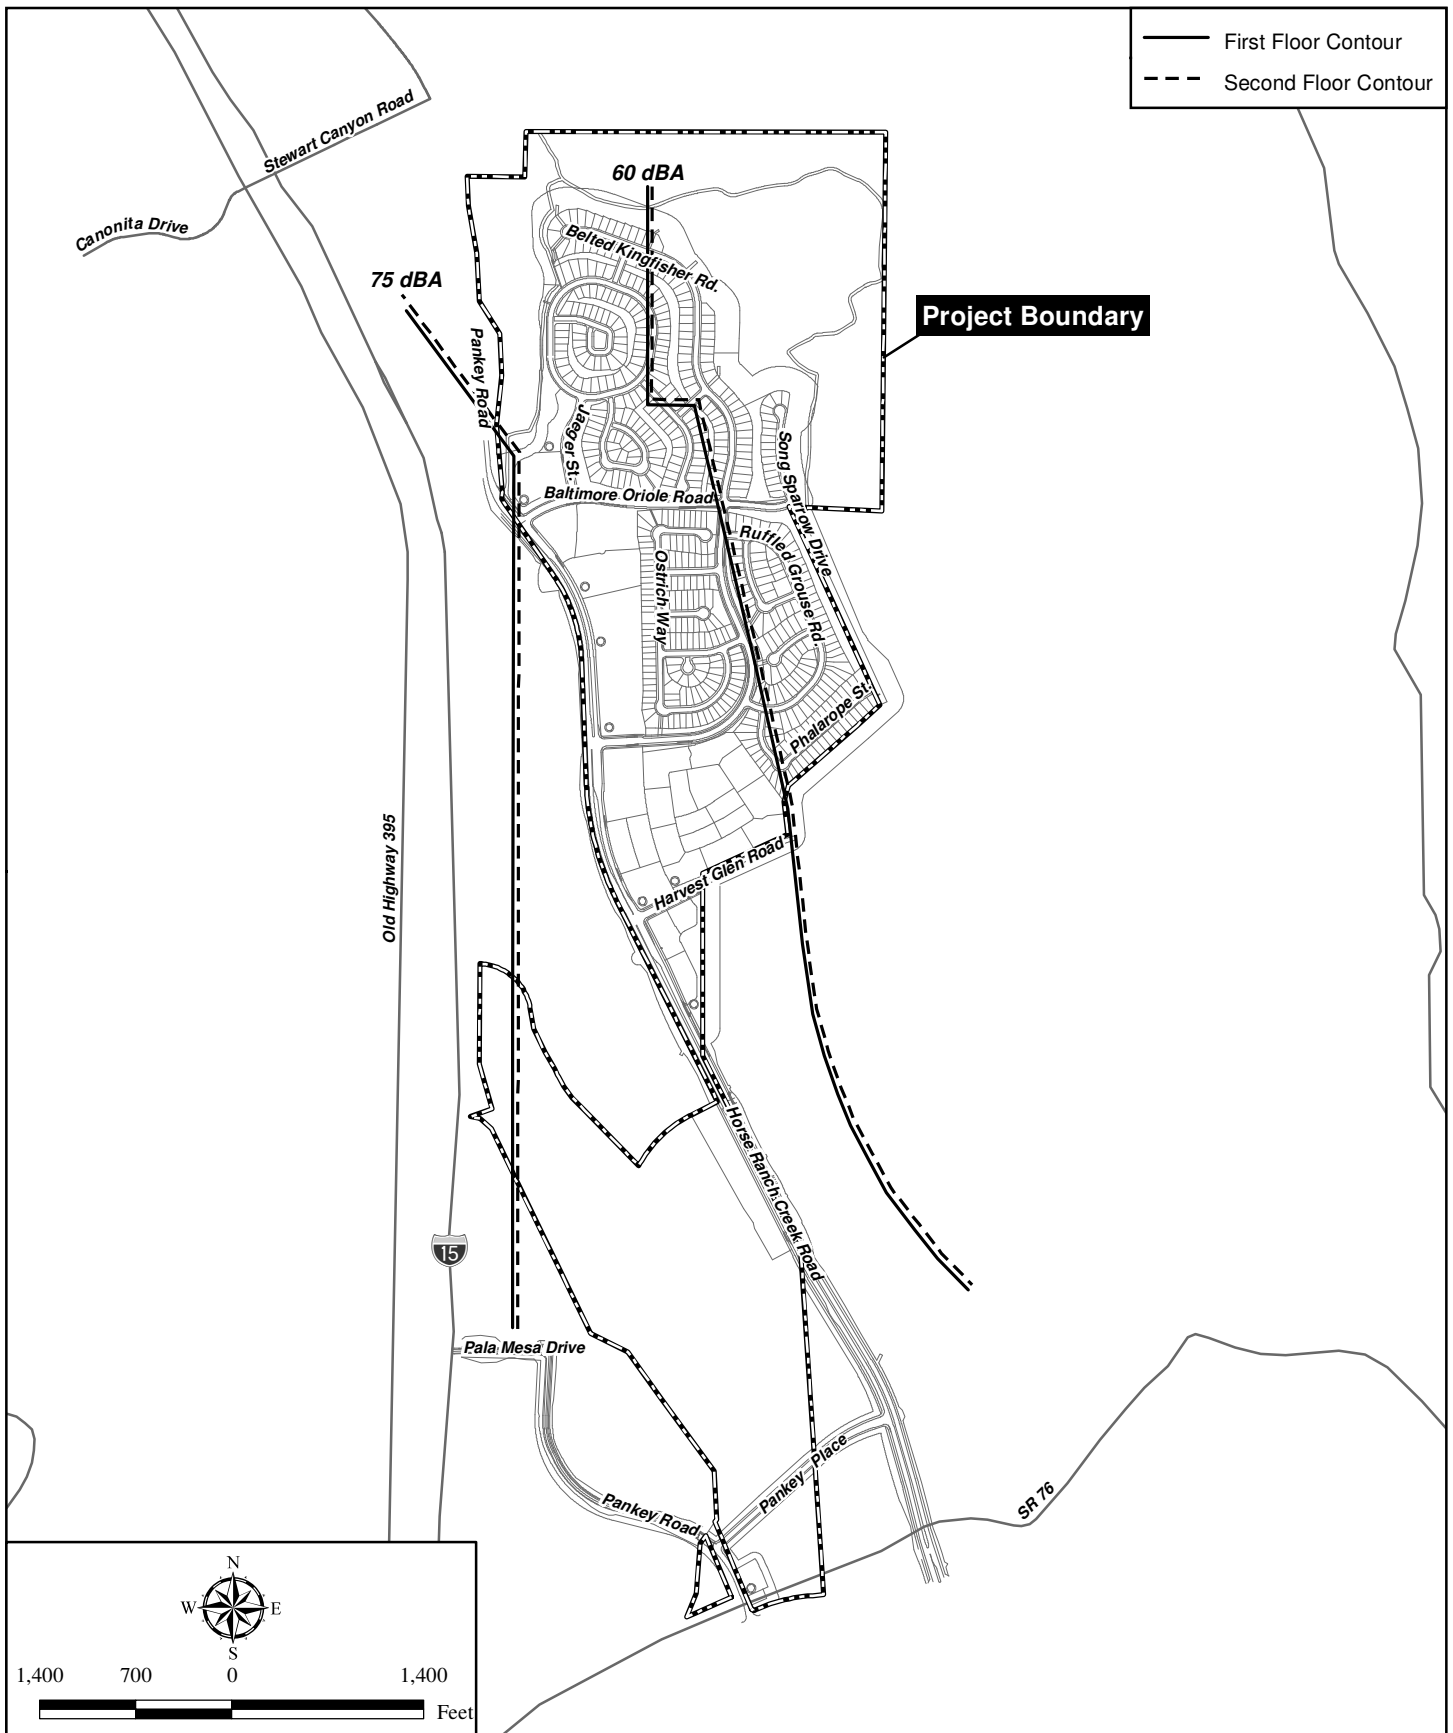 First Floor Contour
Second Floor Contour
Stewart Canyon Road
Canonita Drive
60 dBA
Belted Kingfisher Rd.
75 dBA
Project Boundary
Pankey Road
Jaeger St.
Song Sparrow Drive
Baltimore Oriole Road
Ruffled Grouse Rd.
Ostrich Way
Phalarope St.
Old Highway 395
Harvest Glen Road
Horse Ranch Creek Road
15
Pala Mesa Drive
Pankey Place
Pankey Road
SR 76
N
W E
S
1,400 700 0 1,400
Feet